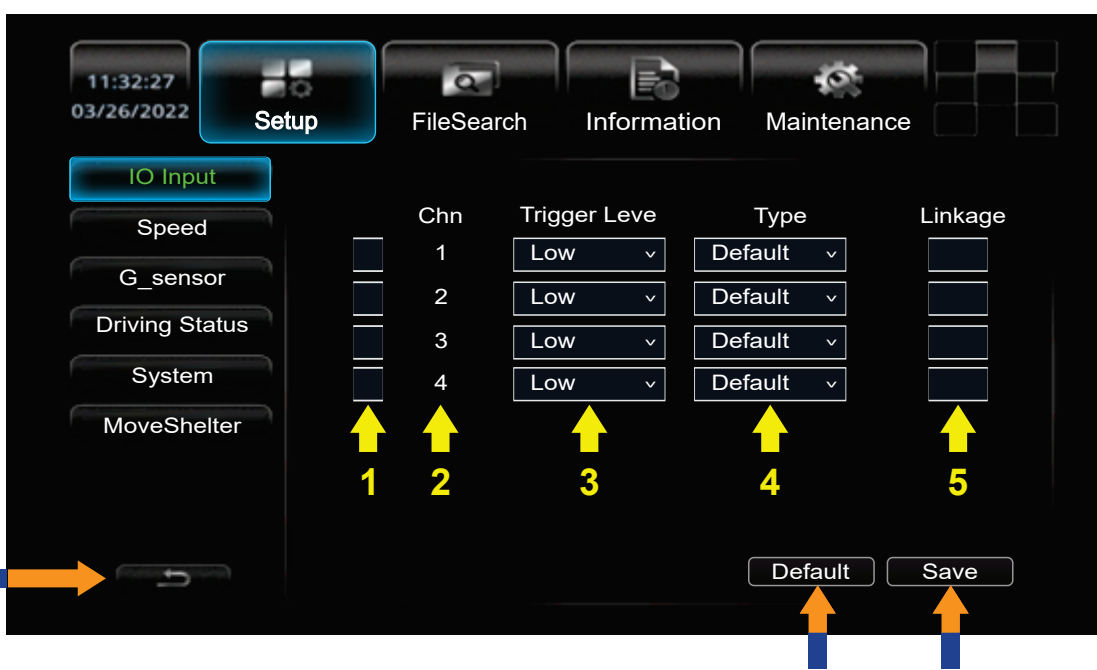 11:32:27
03/26/2022
Setup
FileSearch
Information
Maintenance
IO Input
Speed
G_sensor
Driving Status
System
MoveShelter
Chn Trigger Leve Type Linkage
1 Low Default
2 Low Default
3 Low Default
4 Low Default
1 2 3 4 5
Default Save